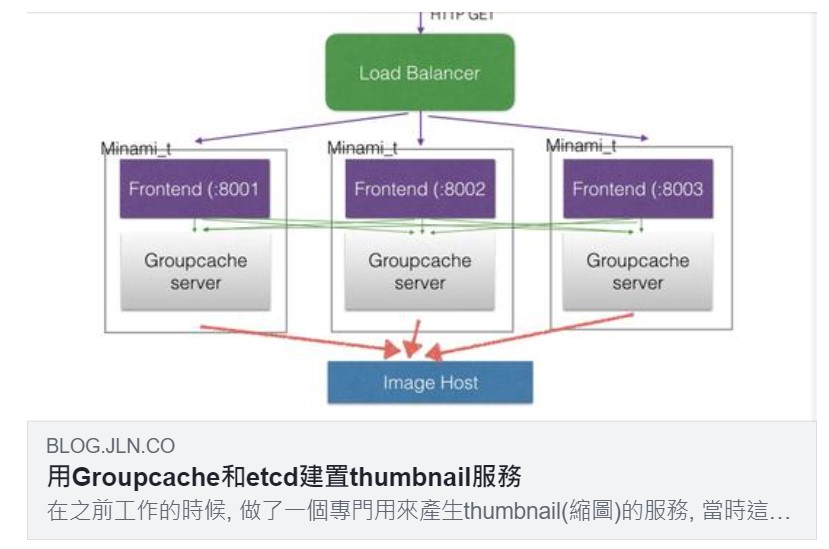 HTTP GET
Load Balancer
Minami_t Minami_t Minami_t
Frontend (:8001 Frontend (:8002 Frontend (:8003
Groupcache Groupcache Groupcache
server server server
Image Host
BLOG.JLN.CO
用Groupcache和etcd建置thumbnail服務
在之前工作的時候, 做了一個專門用來產生thumbnail(縮圖)的服務, 當時這…